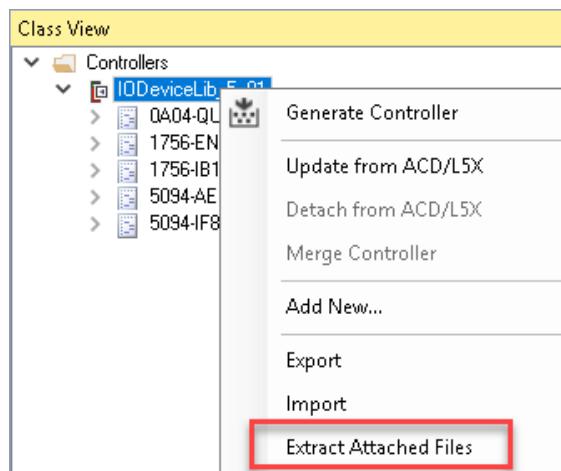 Class View
Controllers
IODeviceLib_5_01
Generate Controller
0A04-QL
1756-EN
Update from ACD/L5X
1756-IB1
5094-AE
Detach from ACD/L5X
5094-IF8
Merge Controller
Add New...
Export
Import
Extract Attached Files